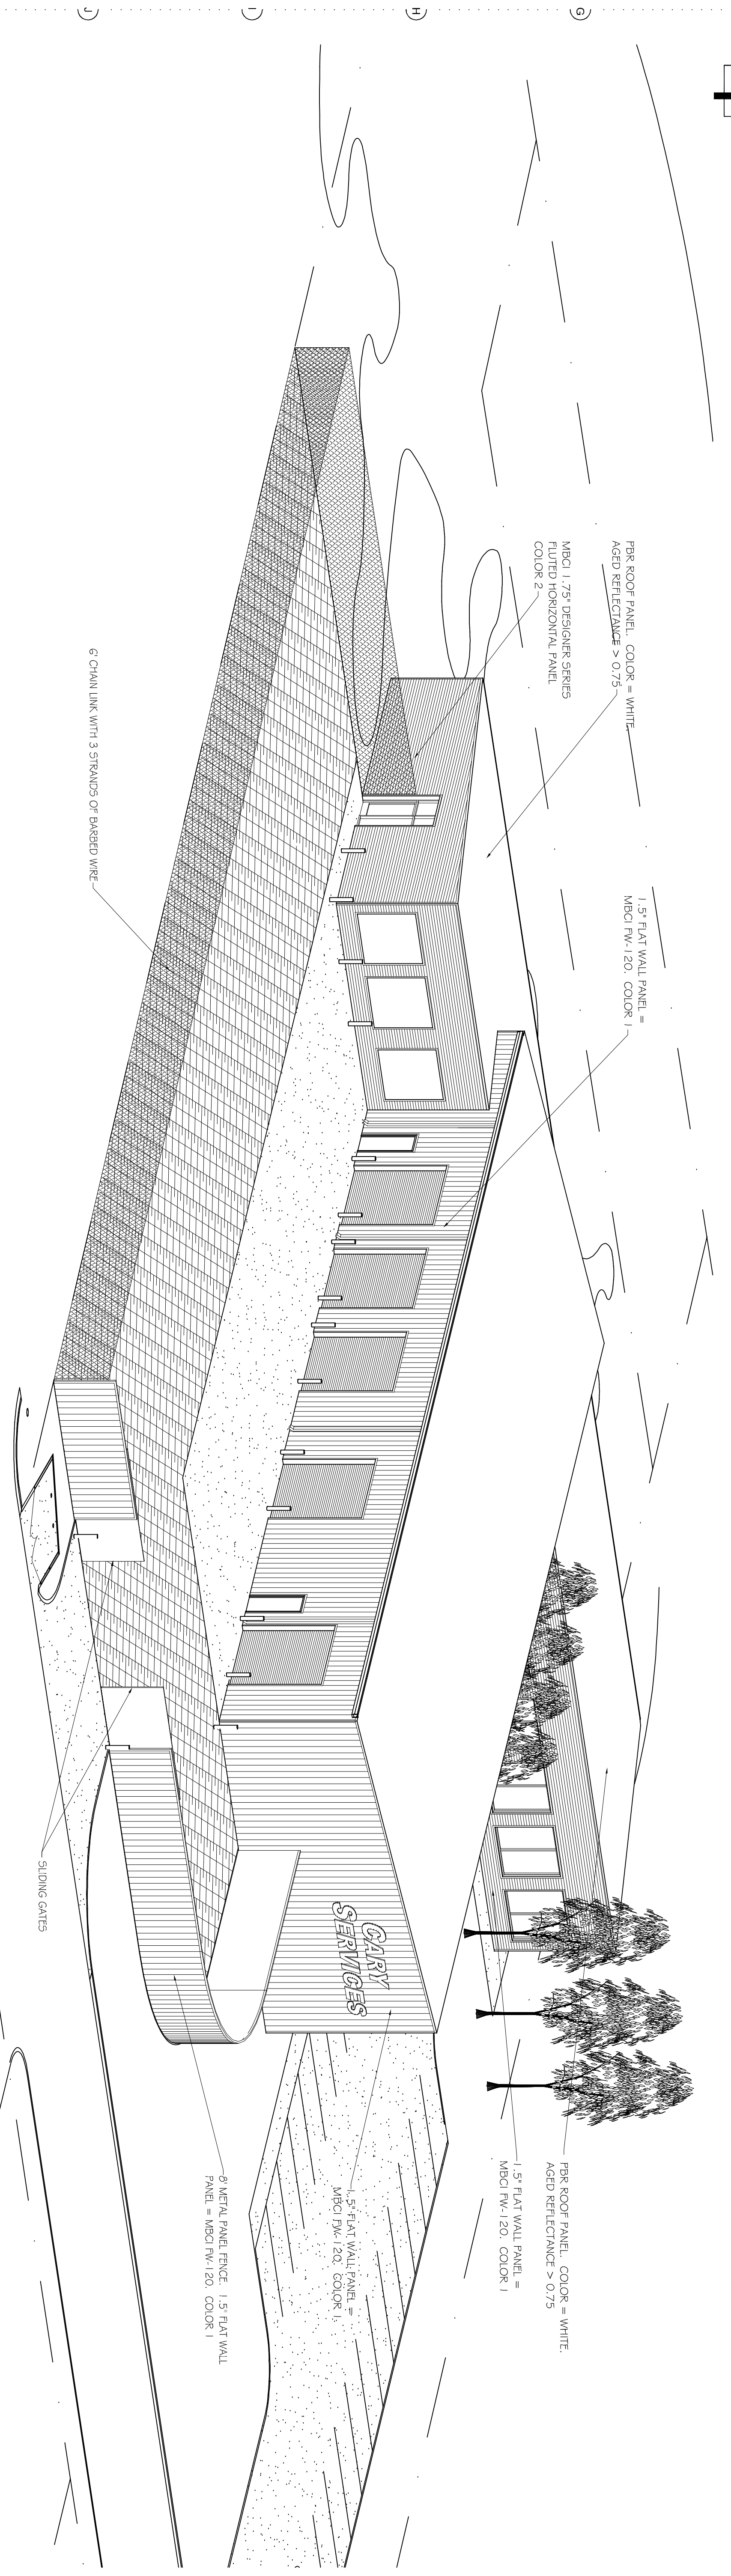 G
H
I
J
PBR ROOF PANEL. COLOR = WHITE.
AGED REFLECTANCE > 0.75
MBCI 1.75" DESIGNER SERIES
FLUTED HORIZONTAL PANEL
COLOR 2
6' CHAIN LINK WITH 3 STRANDS OF BARBED WIRE
1.5" FLAT WALL PANEL =
MBCI FW-120. COLOR 1
CARY
SERVICES
SLIDING GATES
PBR ROOF PANEL. COLOR = WHITE.
AGED REFLECTANCE > 0.75
1.5" FLAT WALL PANEL =
MBCI FW-120. COLOR 1
1.5" FLAT WALL PANEL =
MBCI FW-120. COLOR 1
8' METAL PANEL FENCE. 1.5" FLAT WALL
PANEL = MBCI FW-120. COLOR 1